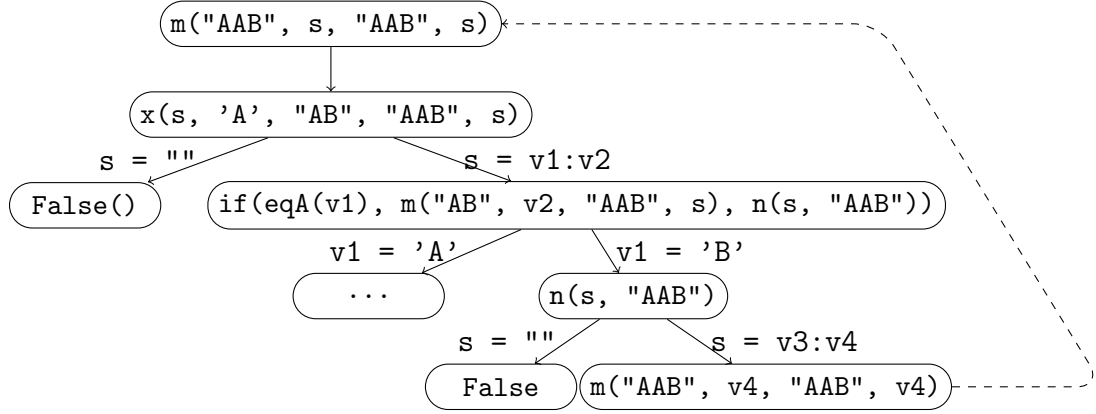 m("AAB", s, "AAB", s)
x(s, 'A', "AB", "AAB", s)
s = ""
s = v1:v2
False()
if(eqA(v1), m("AB", v2, "AAB", s), n(s, "AAB"))
v1 = 'A'
v1 = 'B'
...
n(s, "AAB")
s = ""
s = v3:v4
False
m("AAB", v4, "AAB", v4)